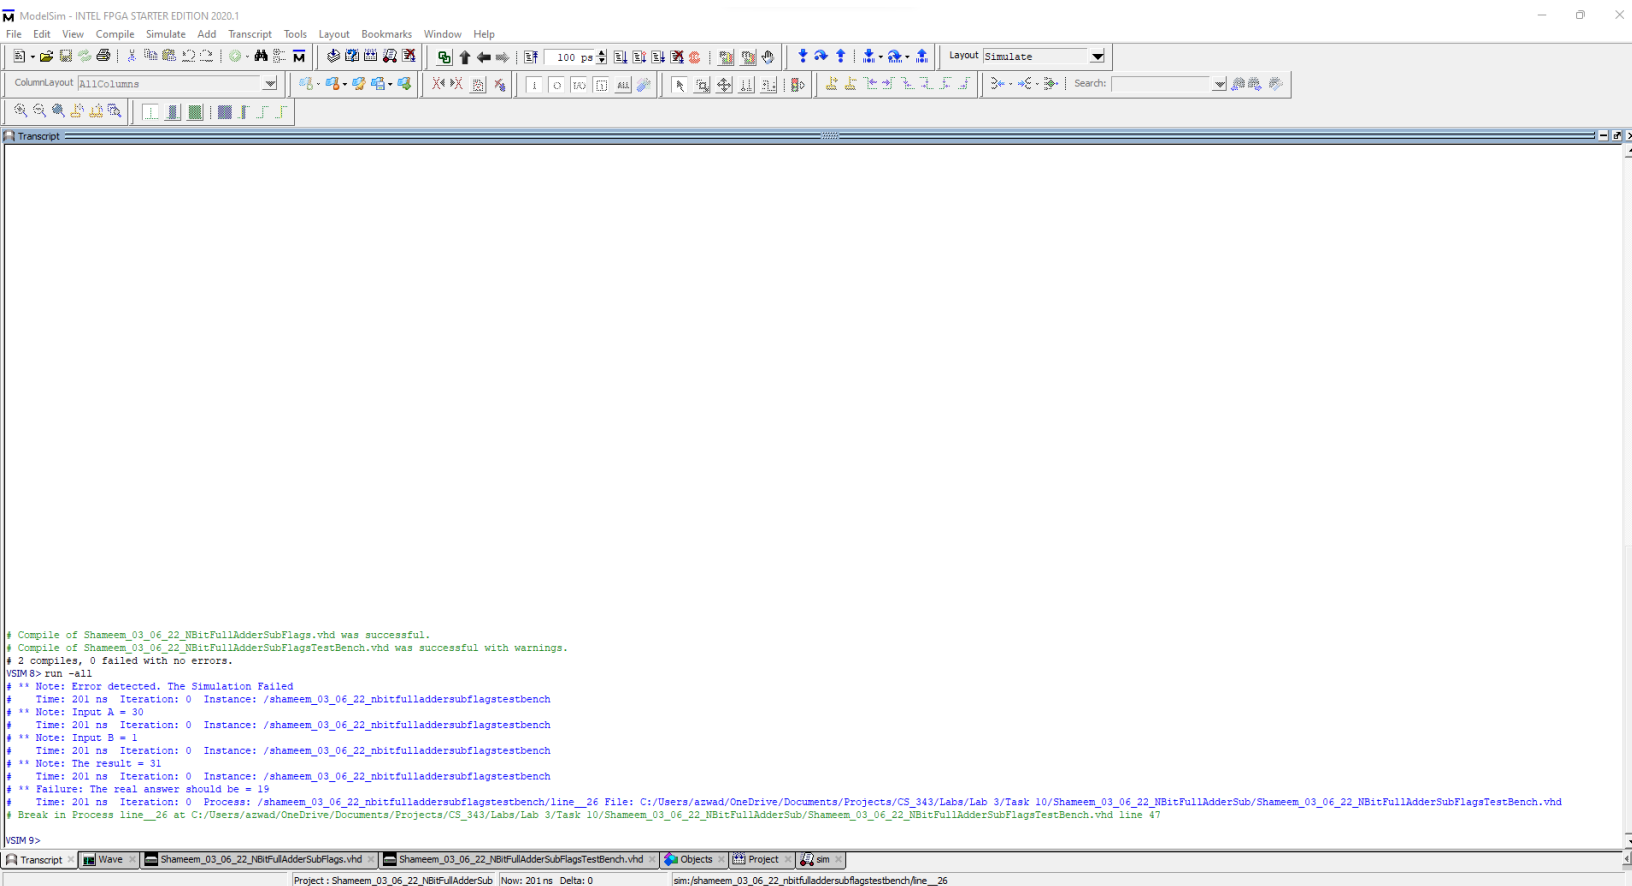 ModelSim - INTEL FPGA STARTER EDITION 2020.1
File Edit View Compile Simulate Add Transcript Tools Layout Bookmarks Window Help
100 ps
Layout Simulate
ColumnLayout AllColumns
Search:
Transcript
# Compile of Shameem_03_06_22_NBitFullAdderSubFlags.vhd was successful.
# Compile of Shameem_03_06_22_NBitFullAdderSubFlagsTestBench.vhd was successful with warnings.
# 2 compiles, 0 failed with no errors.
VSIM 8> run -all
# ** Note: Error detected. The Simulation Failed
#    Time: 201 ns  Iteration: 0  Instance: /shameem_03_06_22_nbitfulladdersubflagstestbench
# ** Note: Input A = 30
#    Time: 201 ns  Iteration: 0  Instance: /shameem_03_06_22_nbitfulladdersubflagstestbench
# ** Note: Input B = 1
#    Time: 201 ns  Iteration: 0  Instance: /shameem_03_06_22_nbitfulladdersubflagstestbench
# ** Note: The result = 31
#    Time: 201 ns  Iteration: 0  Instance: /shameem_03_06_22_nbitfulladdersubflagstestbench
# ** Failure: The real answer should be = 19
#    Time: 201 ns  Iteration: 0  Process: /shameem_03_06_22_nbitfulladdersubflagstestbench/line__26 File: C:/Users/azwad/OneDrive/Documents/Projects/CS_343/Labs/Lab 3/Task 10/Shameem_03_06_22_NBitFullAdderSub/Shameem_03_06_22_NBitFullAdderSubFlagsTestBench.vhd
# Break in Process line__26 at C:/Users/azwad/OneDrive/Documents/Projects/CS_343/Labs/Lab 3/Task 10/Shameem_03_06_22_NBitFullAdderSub/Shameem_03_06_22_NBitFullAdderSubFlagsTestBench.vhd line 47
VSIM 9>
Transcript Wave Shameem_03_06_22_NBitFullAdderSubFlags.vhd Shameem_03_06_22_NBitFullAdderSubFlagsTestBench.vhd Objects Project sim
Project : Shameem_03_06_22_NBitFullAdderSub Now: 201 ns Delta: 0 sim:/shameem_03_06_22_nbitfulladdersubflagstestbench/line__26